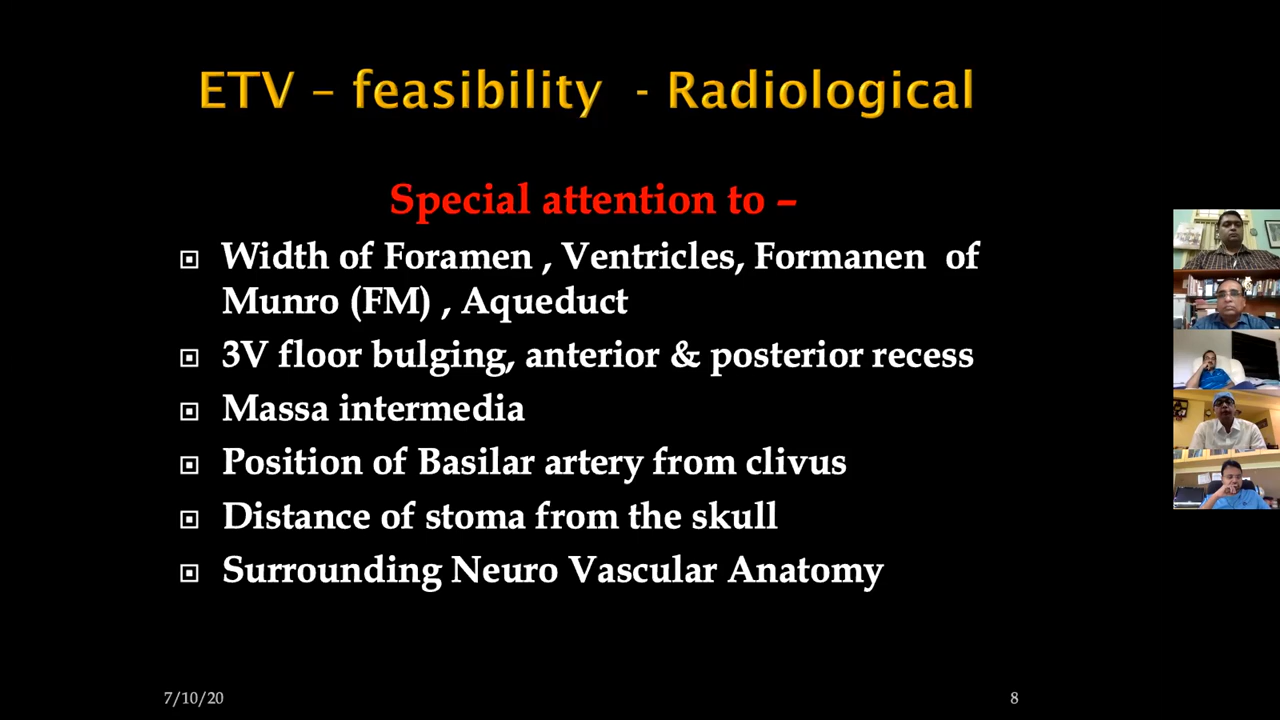 ETV – feasibility - Radiological
Special attention to –
Width of Foramen , Ventricles, Formanen of
Munro (FM) , Aqueduct
3V floor bulging, anterior & posterior recess
Massa intermedia
Position of Basilar artery from clivus
Distance of stoma from the skull
Surrounding Neuro Vascular Anatomy
7/10/20
8